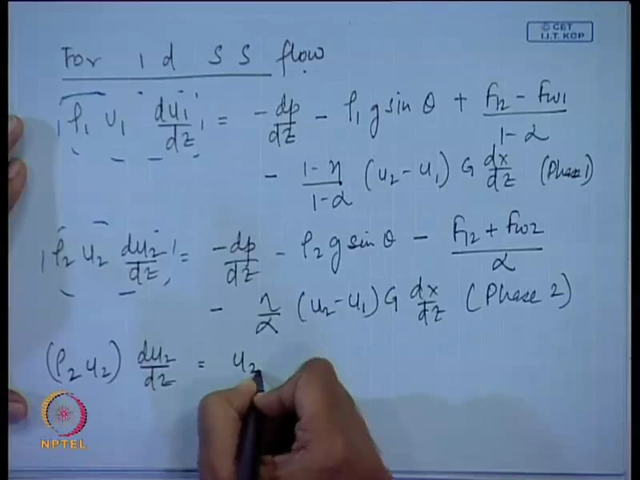 © CET
I.I.T. KGP
For 1 d S S flow
ρ₁ u₁ du₁/dz = -dp/dz - ρ₁ g sin θ + (F₁₂ - Fw₁)/(1-α)
- (1-η)/(1-α) (u₂ - u₁) G dx/dz (Phase 1)
ρ₂ u₂ du₂/dz = -dp/dz - ρ₂ g sin θ - (F₁₂ + Fw₂)/α
- η/α (u₂ - u₁) G dx/dz (Phase 2)
(ρ₂ u₂) du₂/dz = u₂
NPTEL